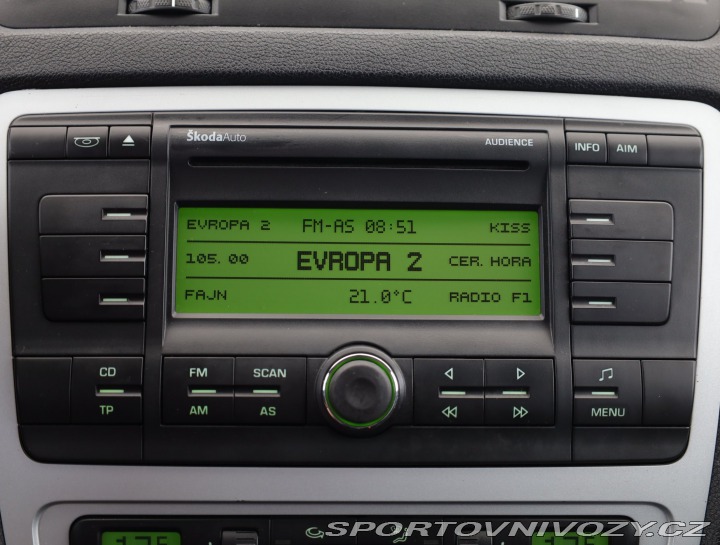 ŠkodaAuto
AUDIENCE
INFO AIM
EVROPA 2 FM-AS 08:51 KISS
105.00 EVROPA 2 CER. HORA
FAJN 21.0°C RADIO F1
CD FM SCAN
TP AM AS MENU
SPORTOVNIVOZY.CZ